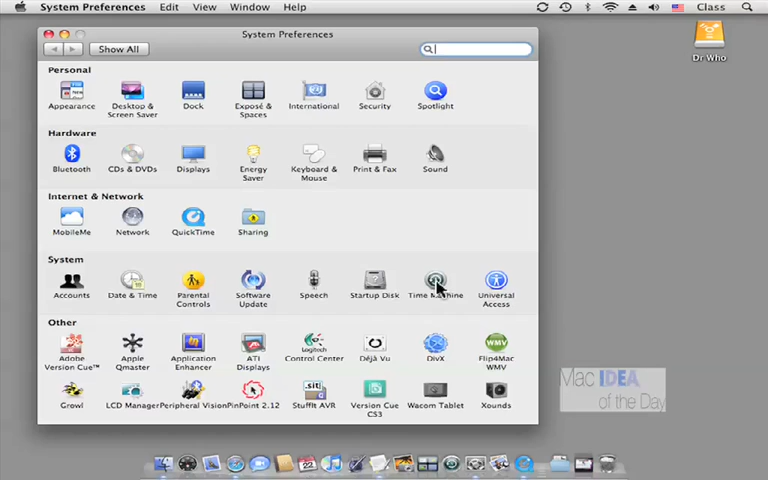 System Preferences Edit View Window Help Class
System Preferences
Show All
Dr Who
Personal
Appearance Desktop & Screen Saver Dock Exposé & Spaces International Security Spotlight
Hardware
Bluetooth CDs & DVDs Displays Energy Saver Keyboard & Mouse Print & Fax Sound
Internet & Network
MobileMe Network QuickTime Sharing
System
Accounts Date & Time Parental Controls Software Update Speech Startup Disk Time Machine Universal Access
Other
Adobe Version Cue™ Apple Qmaster Application Enhancer ATI Displays Logitech Control Center Déjà Vu DivX WMV Flip4Mac WMV
Growl LCD Manager Peripheral Vision PinPoint 2.12 .sit StuffIt AVR Version Cue CS3 Wacom Tablet Xounds
Mac IDEA
of the Day
22